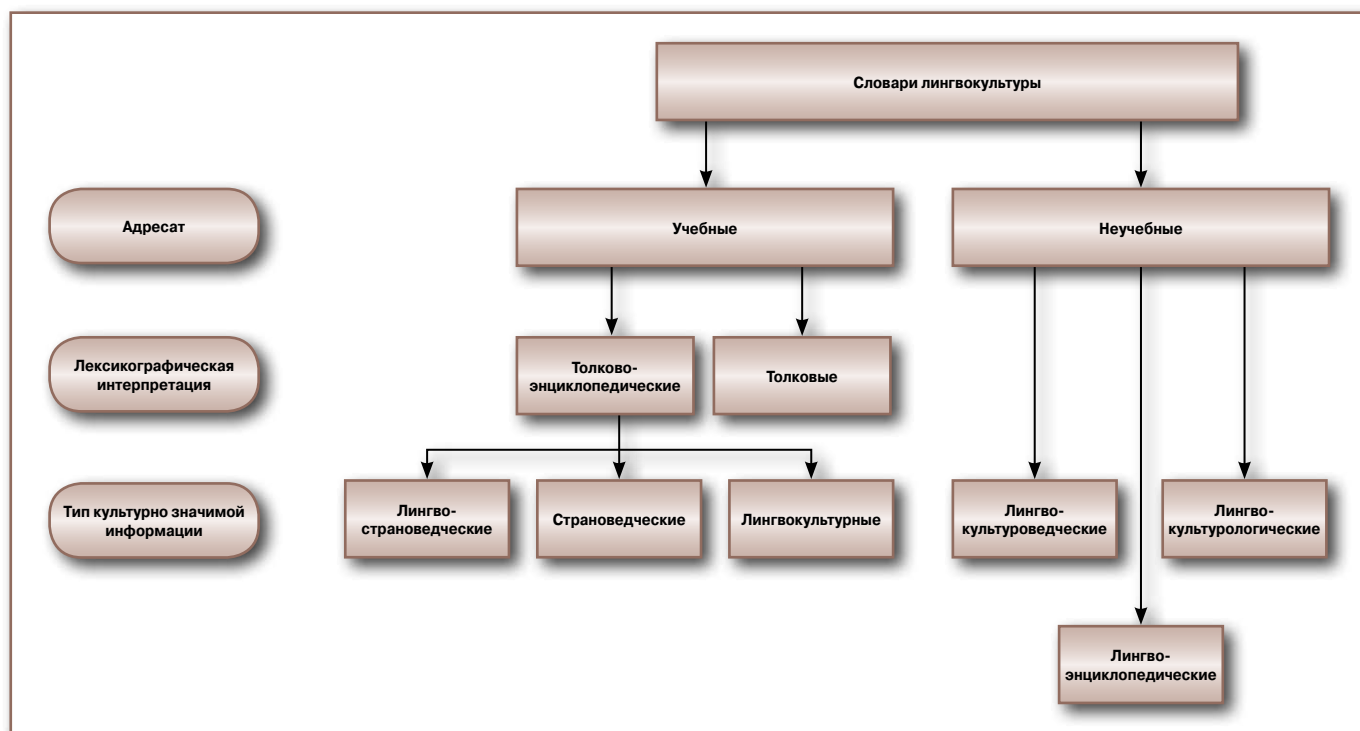 Словари лингвокультуры
Адресат
Учебные
Неучебные
Лексикографическая
интерпретация
Толково-
энциклопедические
Толковые
Тип культурно значимой
информации
Лингво-
страноведческие
Страноведческие
Лингвокультурные
Лингво-
культуроведческие
Лингво-
культурологические
Лингво-
энциклопедические